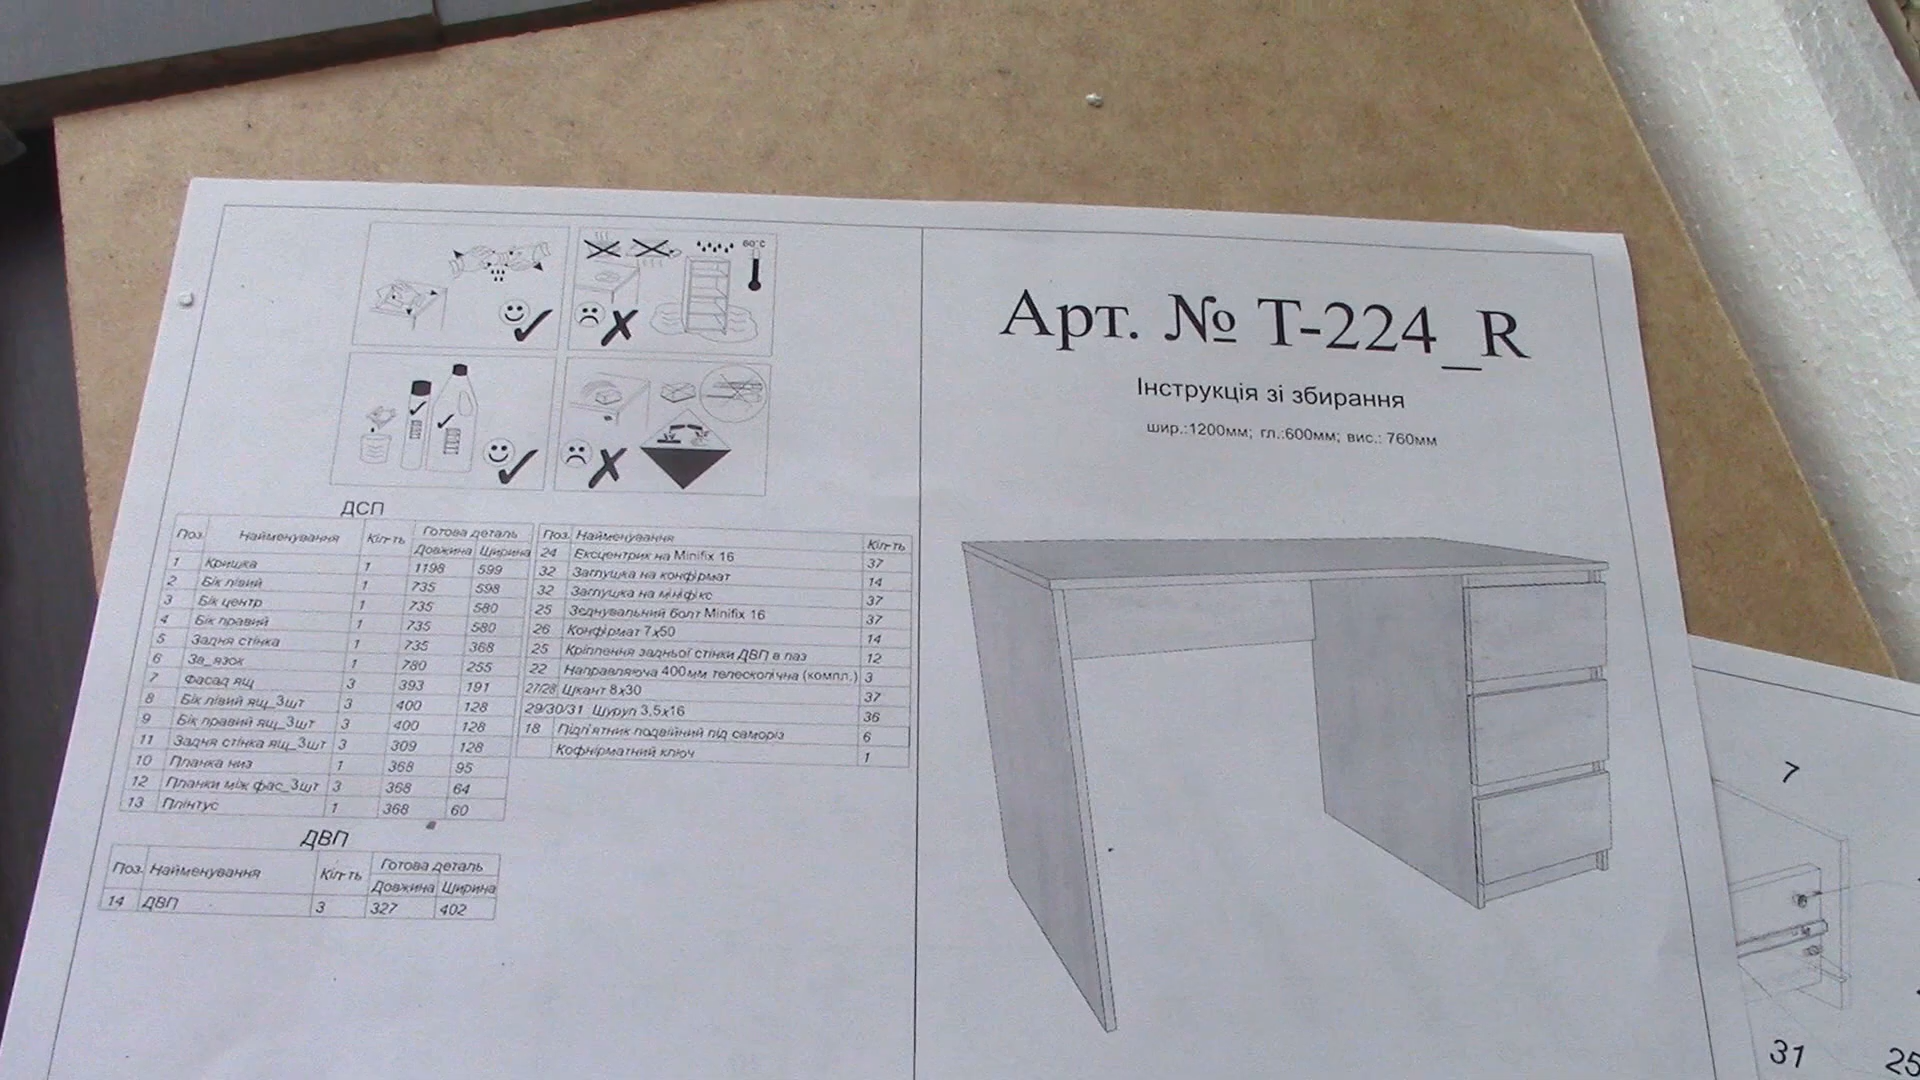 60°C
ДСП
Поз. Найменування Кіл-ть Готова деталь
Довжина Ширина
1 Кришка 1 1198 599
2 Бік лівий 1 735 598
3 Бік центр 1 735 580
4 Бік правий 1 735 580
5 Задня стінка 1 735 368
6 Зв_язок 1 780 255
7 Фасад ящ 3 393 191
8 Бік лівий ящ_3шт 3 400 128
9 Бік правий ящ_3шт 3 400 128
11 Задня стінка ящ_3шт 3 309 128
10 Планка низ 1 368 95
12 Планки між фас_3шт 3 368 64
13 Плінтус 1 368 60
ДВП
Поз. Найменування Кіл-ть Готова деталь
Довжина Ширина
14 ДВП 3 327 402
Поз. Найменування Кіл-ть
24 Ексцентрик на Minifix 16 37
32 Заглушка на конфірмат 14
32 Заглушка на мініфікс 37
25 Зєднувальний болт Minifix 16 37
26 Конфірмат 7х50 14
25 Кріплення задньої стінки ДВП в паз 12
22 Направляюча 400мм телескопічна (компл.) 3
27/28 Шкант 8х30 37
29/30/31 Шуруп 3,5х16 36
18 Підп'ятник подвійний під саморіз 6
Кофнірматний ключ 1
Арт. № Т-224_R
Інструкція зі збирання
шир.:1200мм; гл.:600мм; вис.: 760мм
7
31
25